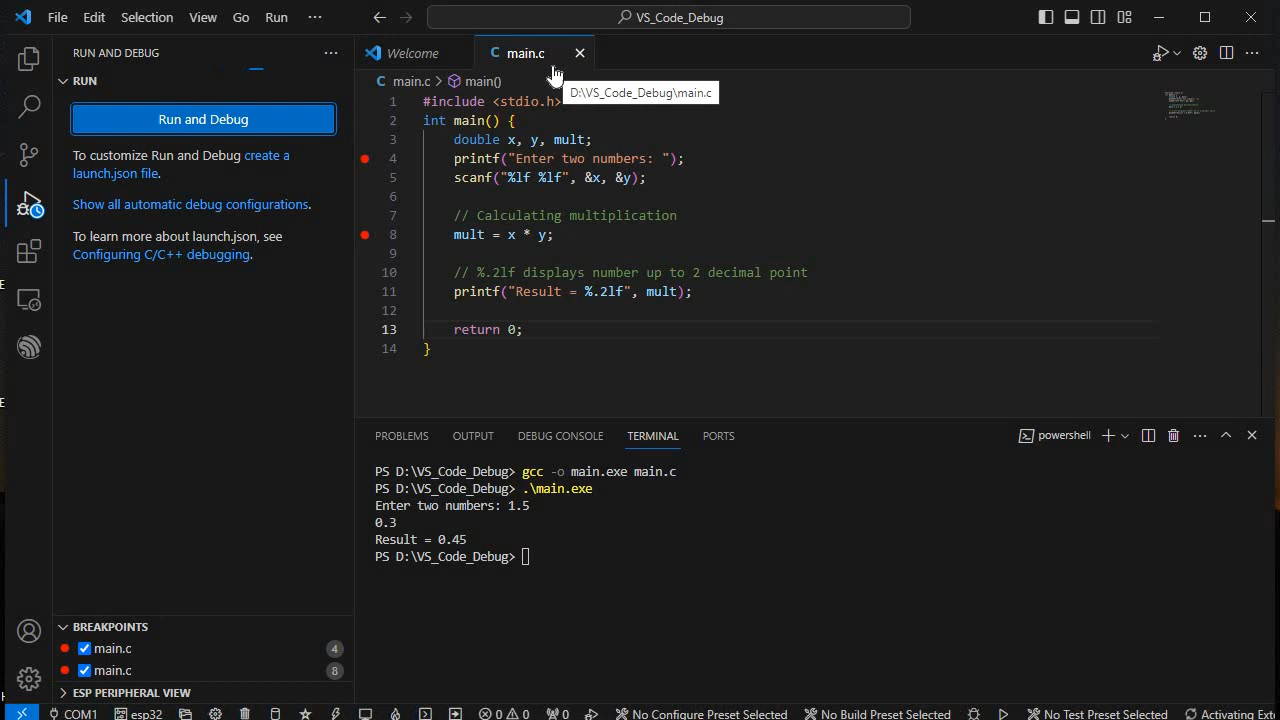 File Edit Selection View Go Run ··· VS_Code_Debug
RUN AND DEBUG ···
RUN
Run and Debug
To customize Run and Debug create a
launch.json file.
Show all automatic debug configurations.
To learn more about launch.json, see
Configuring C/C++ debugging.
BREAKPOINTS
main.c 4
main.c 8
ESP PERIPHERAL VIEW
Welcome C main.c
C main.c > main()
D:\VS_Code_Debug\main.c
1 #include <stdio.h>
2 int main() {
3 double x, y, mult;
4 printf("Enter two numbers: ");
5 scanf("%lf %lf", &x, &y);
6
7 // Calculating multiplication
8 mult = x * y;
9
10 // %.2lf displays number up to 2 decimal point
11 printf("Result = %.2lf", mult);
12
13 return 0;
14 }
PROBLEMS OUTPUT DEBUG CONSOLE TERMINAL PORTS powershell
PS D:\VS_Code_Debug> gcc -o main.exe main.c
PS D:\VS_Code_Debug> .\main.exe
Enter two numbers: 1.5
0.3
Result = 0.45
PS D:\VS_Code_Debug>
COM1 esp32 0 0 0 No Configure Preset Selected No Build Preset Selected No Test Preset Selected Activating Ext